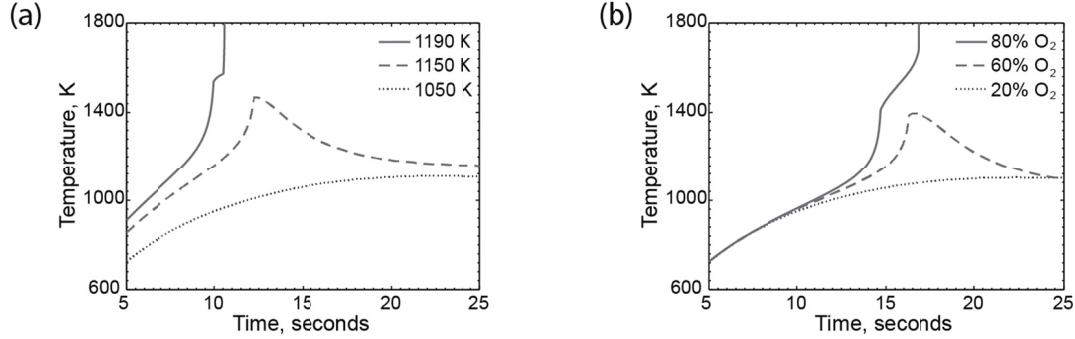 (a)
1800
1400
1000
600
Temperature, K
1190 K
1150 K
1050 K
5 10 15 20 25
Time, seconds
(b)
1800
1400
1000
600
Temperature, K
80% O₂
60% O₂
20% O₂
5 10 15 20 25
Time, seconds